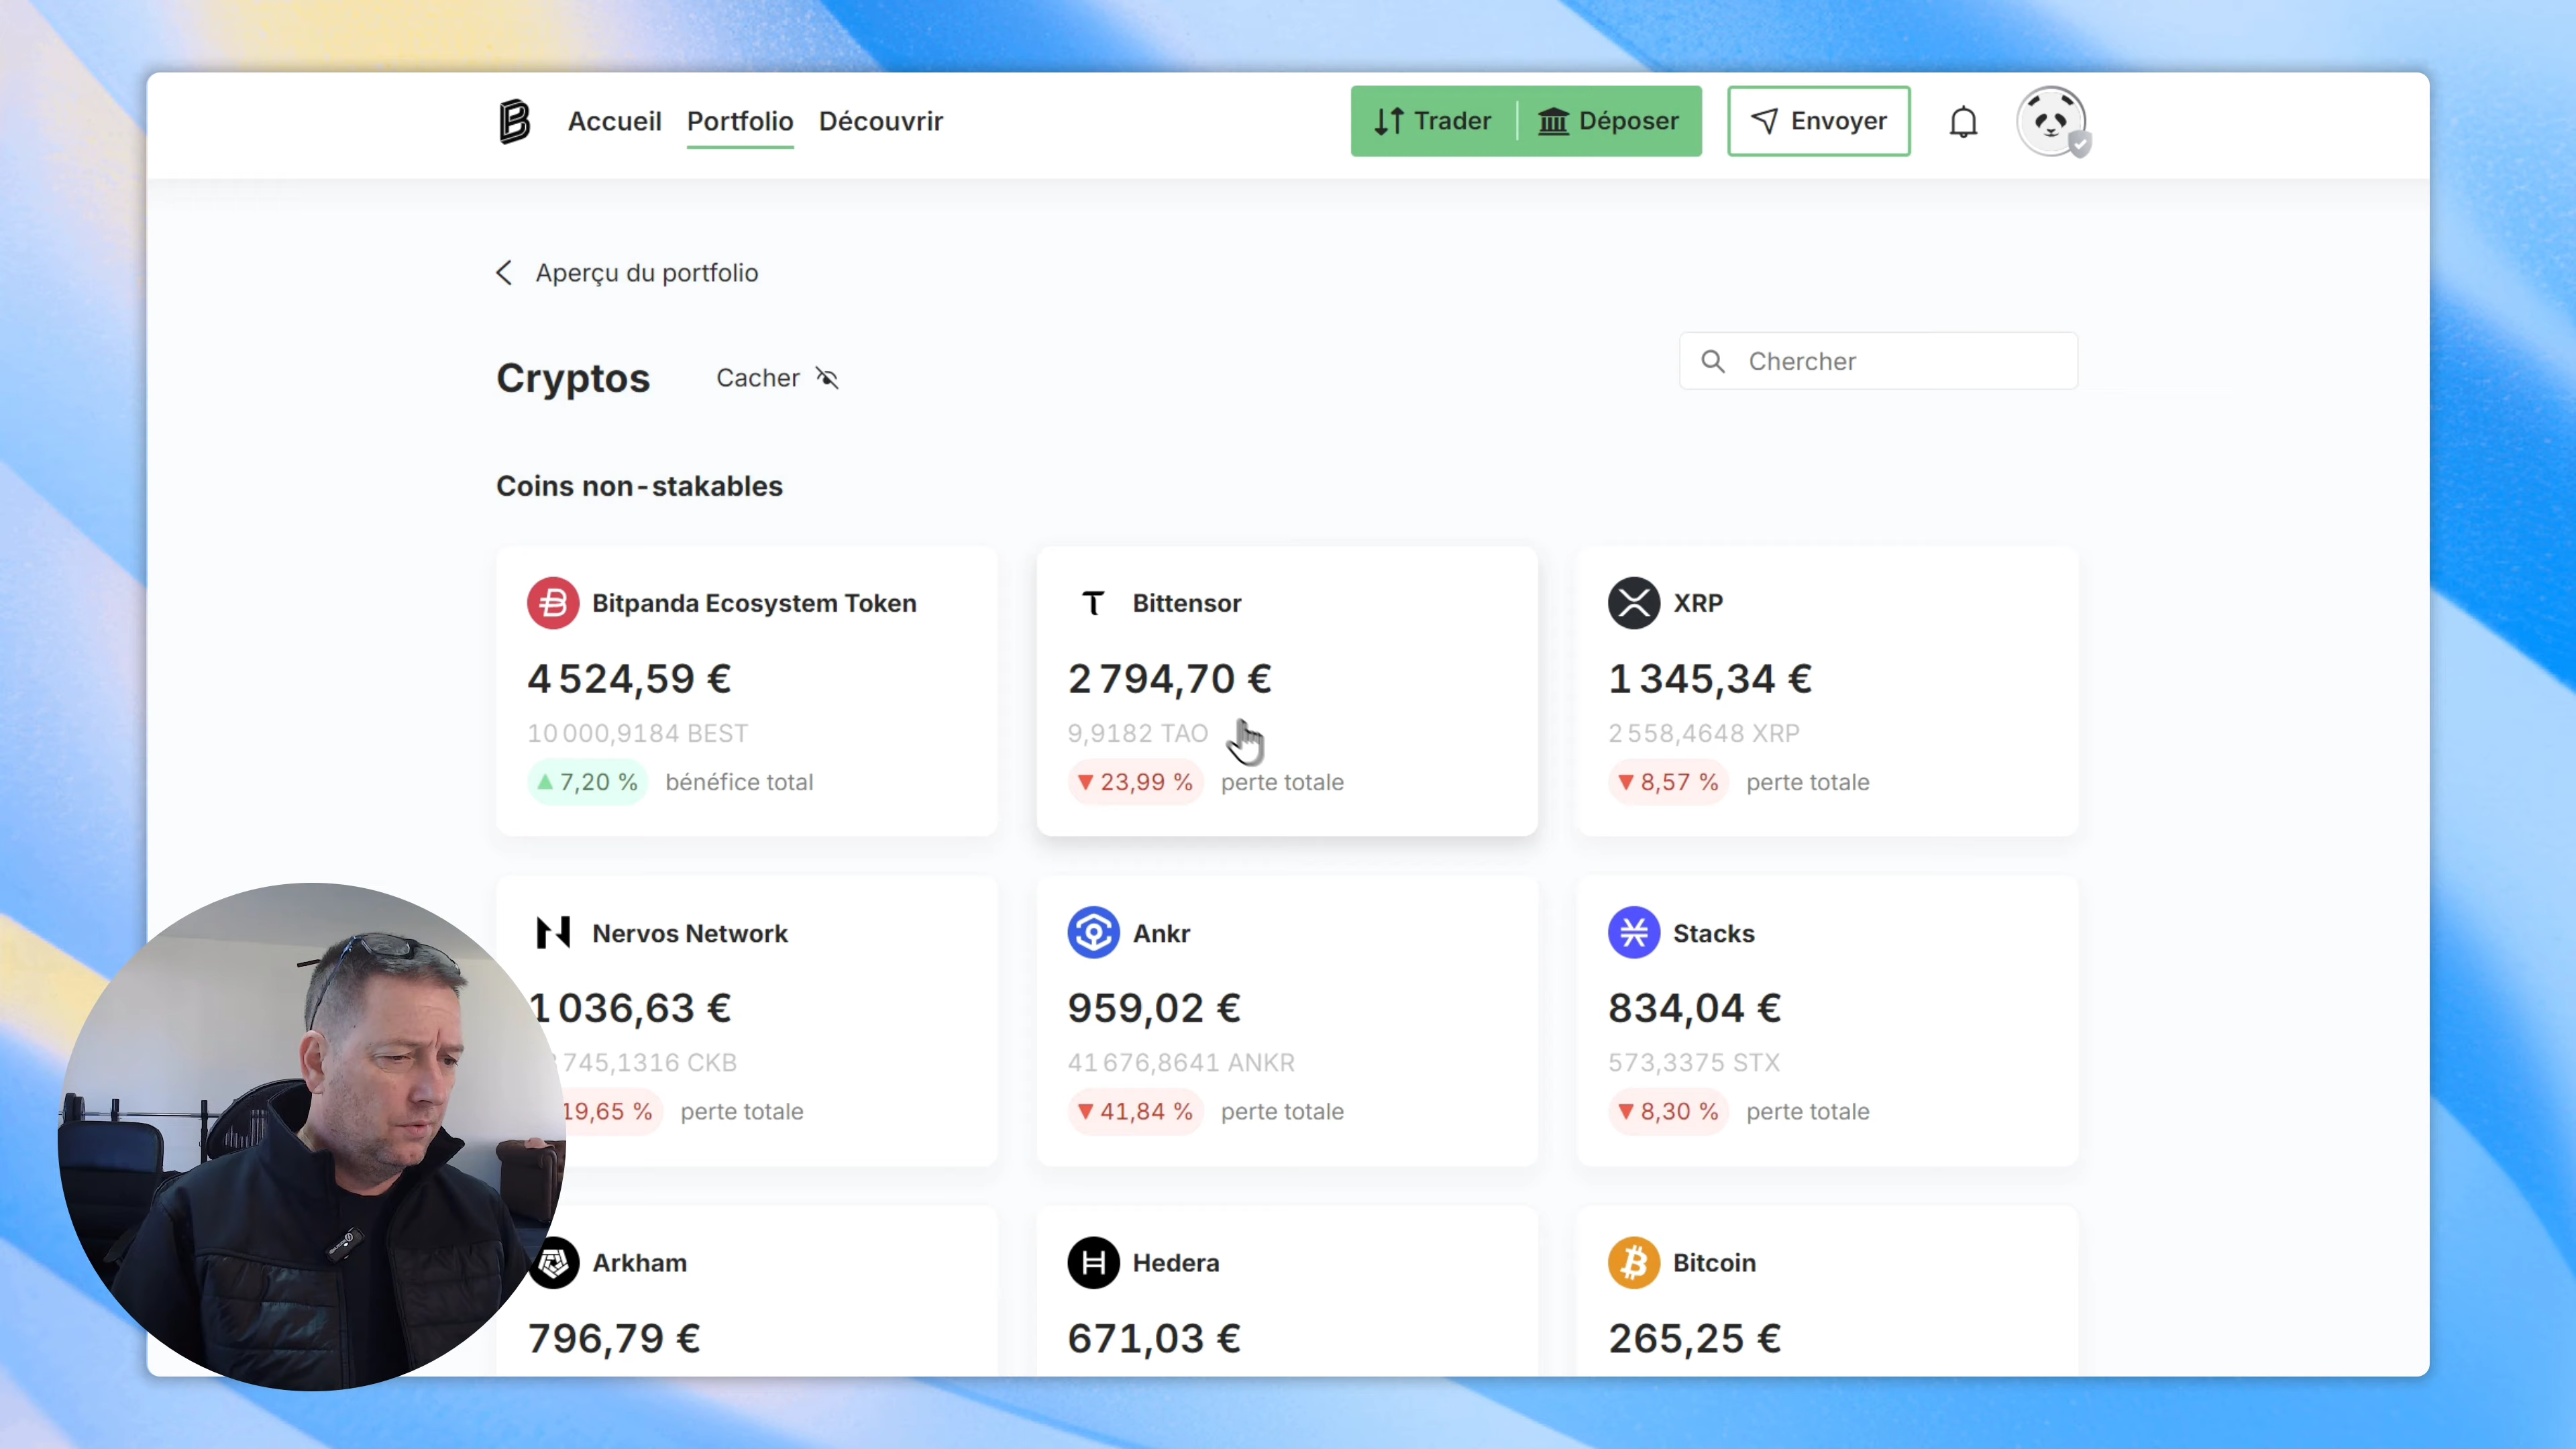 Accueil Portfolio Découvrir Trader Déposer Envoyer
Aperçu du portfolio
Cryptos Cacher Chercher
Coins non-stakables
Bitpanda Ecosystem Token
4 524,59 €
10 000,9184 BEST
7,20 % bénéfice total
Bittensor
2 794,70 €
9,9182 TAO
23,99 % perte totale
XRP
1 345,34 €
2 558,4648 XRP
8,57 % perte totale
Nervos Network
1 036,63 €
745,1316 CKB
19,65 % perte totale
Ankr
959,02 €
41 676,8641 ANKR
41,84 % perte totale
Stacks
834,04 €
573,3375 STX
8,30 % perte totale
Arkham
796,79 €
Hedera
671,03 €
Bitcoin
265,25 €